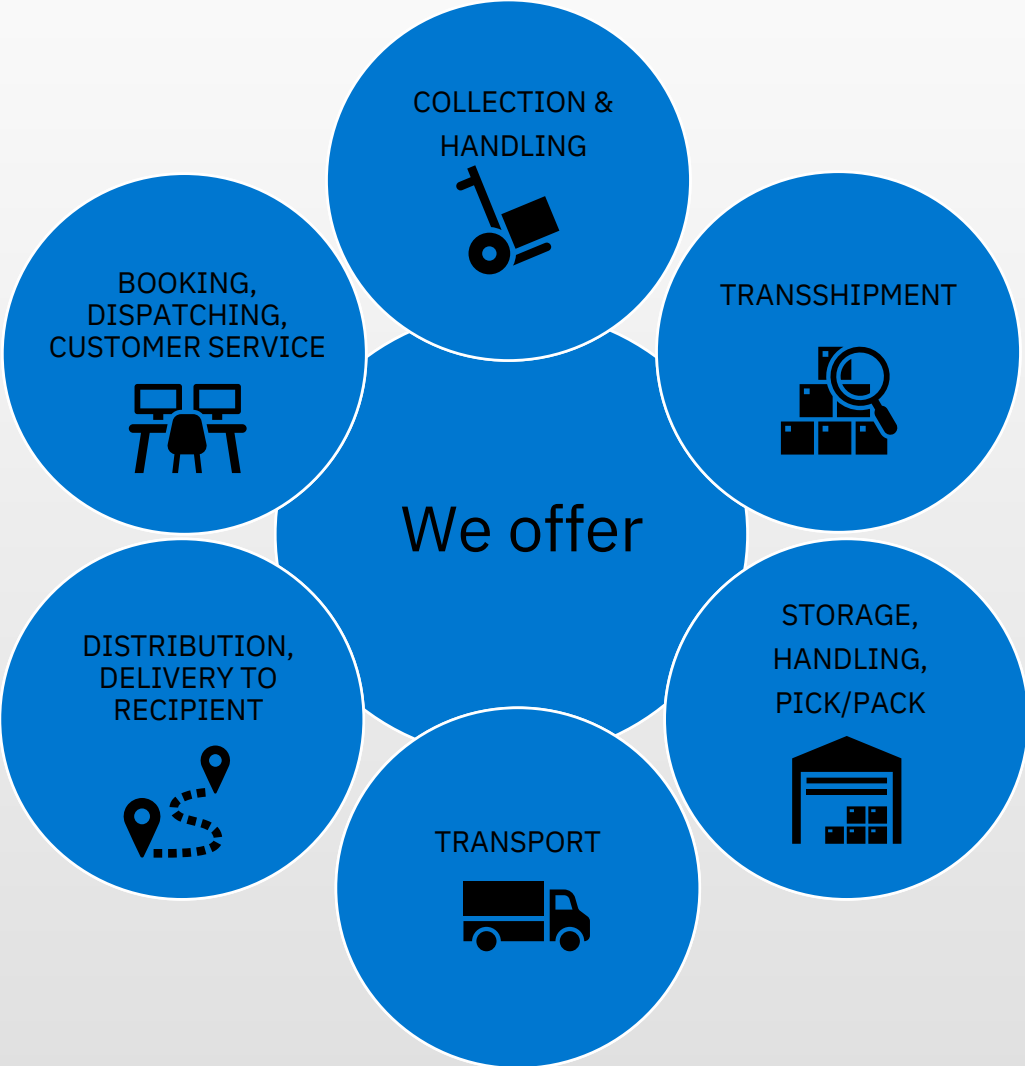 COLLECTION &
HANDLING
BOOKING,
DISPATCHING,
CUSTOMER SERVICE
TRANSSHIPMENT
We offer
DISTRIBUTION,
DELIVERY TO
RECIPIENT
STORAGE,
HANDLING,
PICK/PACK
TRANSPORT